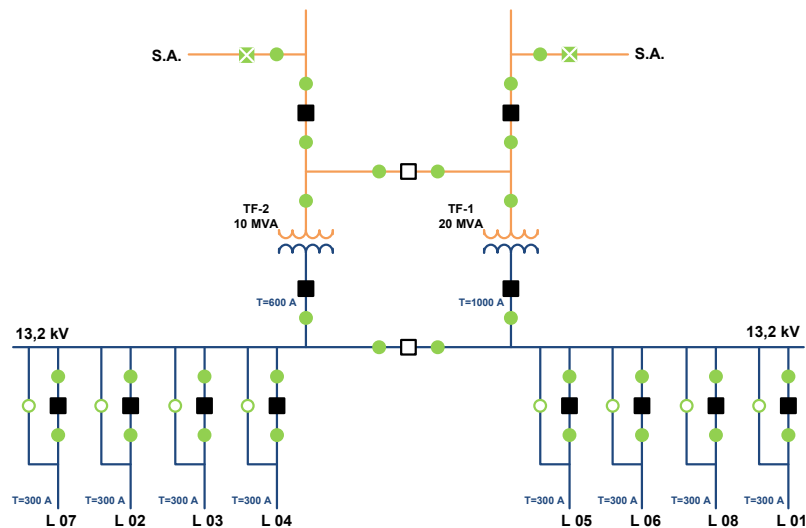 S.A.
S.A.
TF-2
10 MVA
TF-1
20 MVA
T=600 A
T=1000 A
13,2 kV
13,2 kV
T=300 A
T=300 A
T=300 A
T=300 A
T=300 A
T=300 A
T=300 A
T=300 A
L 07
L 02
L 03
L 04
L 05
L 06
L 08
L 01